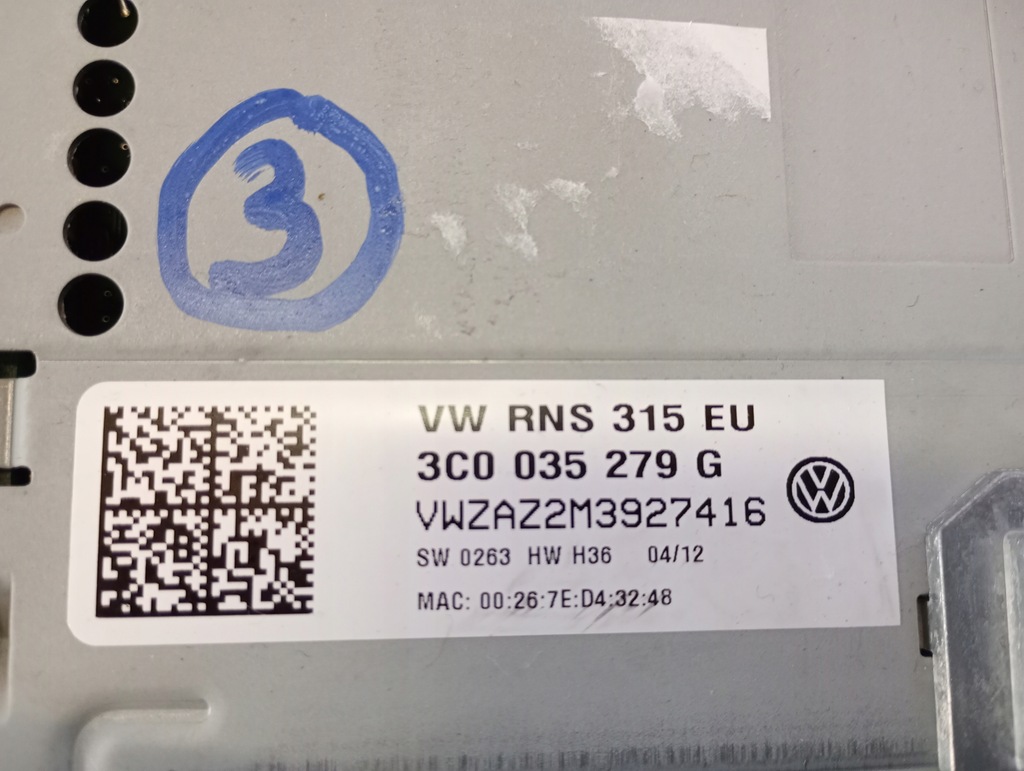 3
VW RNS 315 EU
3C0 035 279 G
VWZAZ2M3927416
SW 0263 HW H36 04/12
MAC: 00:26:7E:D4:32:48